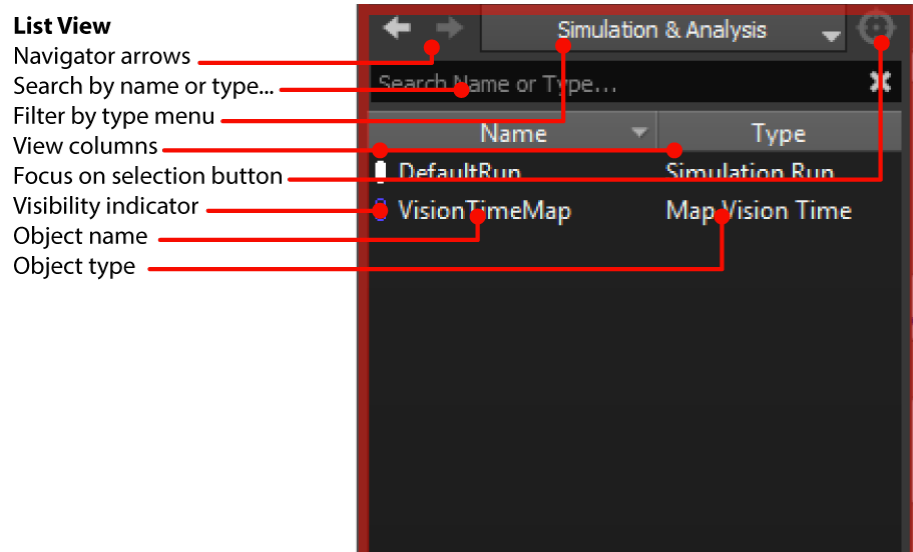 List View
Navigator arrows
Search by name or type...
Filter by type menu
View columns
Focus on selection button
Visibility indicator
Object name
Object type
Simulation & Analysis
Search Name or Type...
Name Type
DefaultRun Simulation Run
VisionTimeMap Map Vision Time